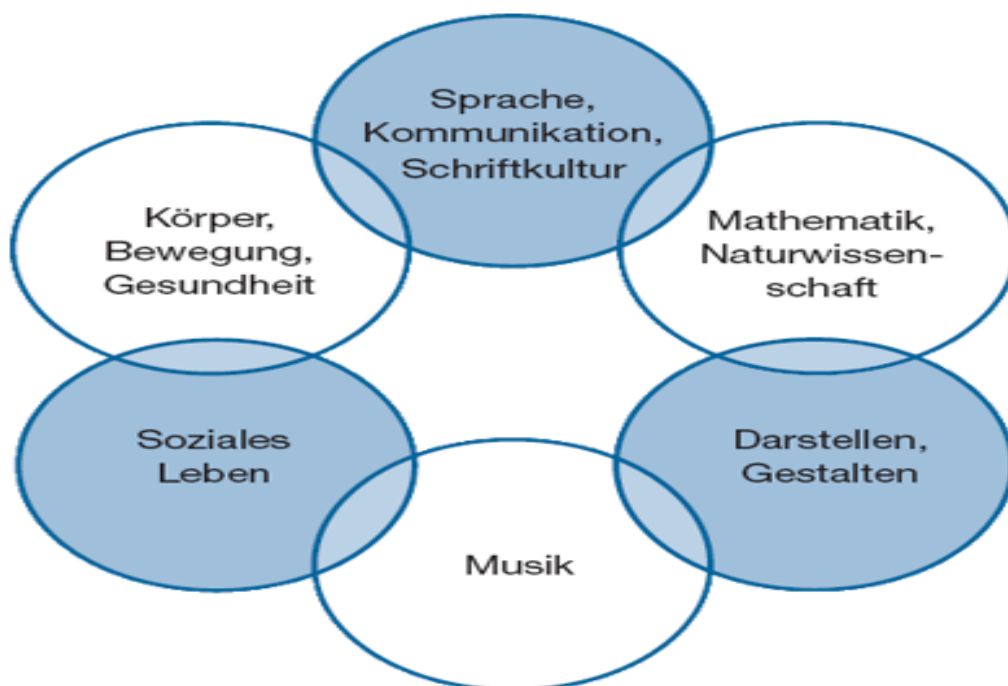 Sprache,
Kommunikation,
Schriftkultur
Körper,
Bewegung,
Gesundheit
Mathematik,
Naturwissen-
schaft
Soziales
Leben
Darstellen,
Gestalten
Musik